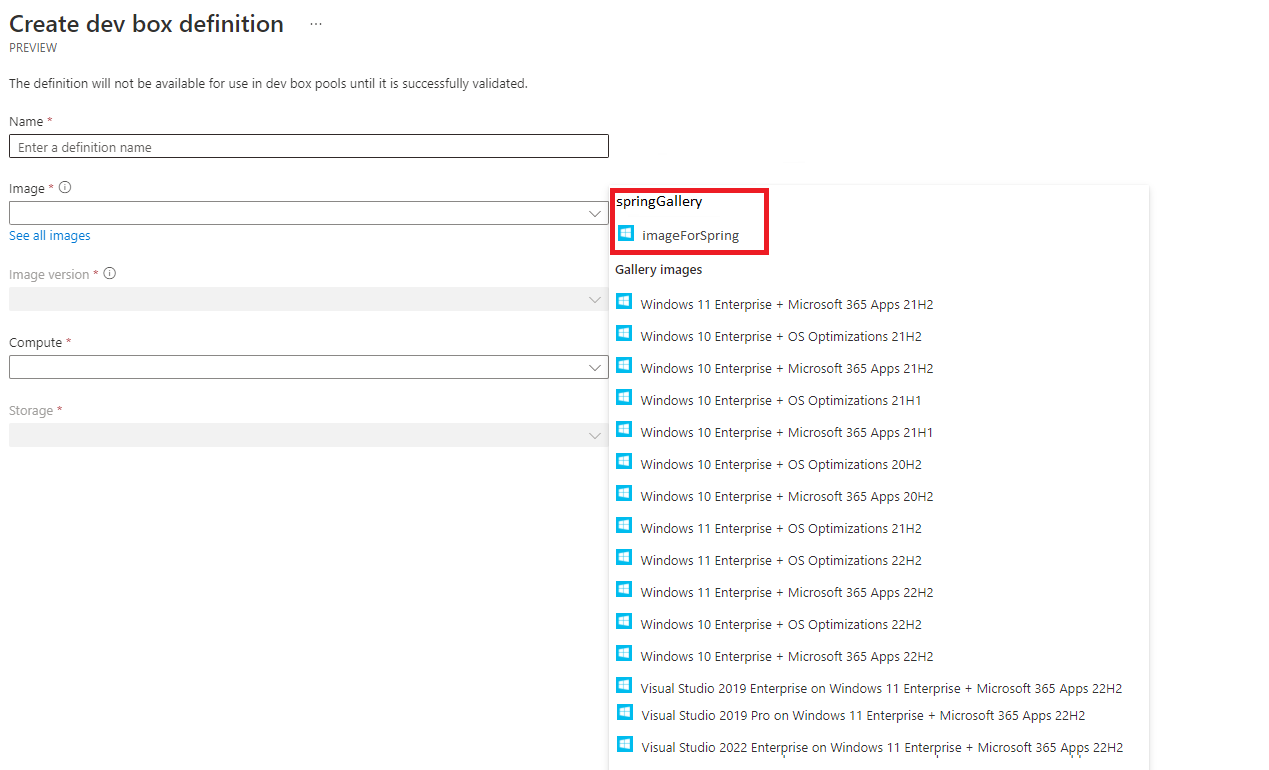 Create dev box definition ...
PREVIEW
The definition will not be available for use in dev box pools until it is successfully validated.
Name *
Enter a definition name
Image *
See all images
Image version *
Compute *
Storage *
springGallery
imageForSpring
Gallery images
Windows 11 Enterprise + Microsoft 365 Apps 21H2
Windows 10 Enterprise + OS Optimizations 21H2
Windows 10 Enterprise + Microsoft 365 Apps 21H2
Windows 10 Enterprise + OS Optimizations 21H1
Windows 10 Enterprise + Microsoft 365 Apps 21H1
Windows 10 Enterprise + OS Optimizations 20H2
Windows 10 Enterprise + Microsoft 365 Apps 20H2
Windows 11 Enterprise + OS Optimizations 21H2
Windows 11 Enterprise + OS Optimizations 22H2
Windows 11 Enterprise + Microsoft 365 Apps 22H2
Windows 10 Enterprise + OS Optimizations 22H2
Windows 10 Enterprise + Microsoft 365 Apps 22H2
Visual Studio 2019 Enterprise on Windows 11 Enterprise + Microsoft 365 Apps 22H2
Visual Studio 2019 Pro on Windows 11 Enterprise + Microsoft 365 Apps 22H2
Visual Studio 2022 Enterprise on Windows 11 Enterprise + Microsoft 365 Apps 22H2